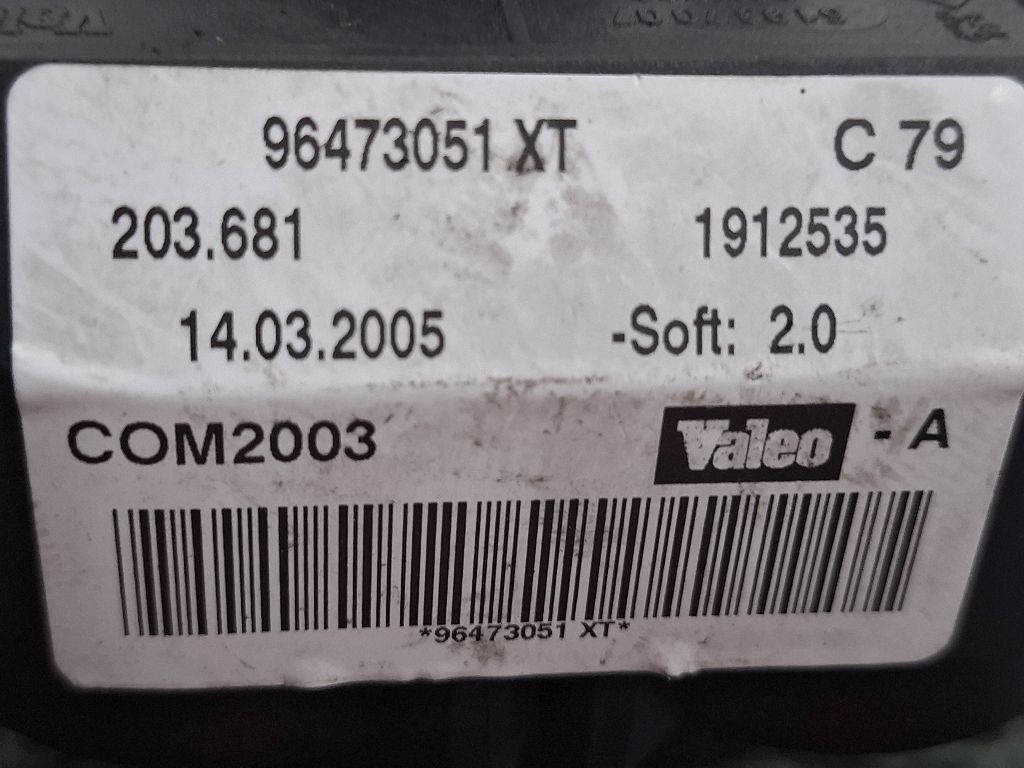 96473051 XT C 79
203.681 1912535
14.03.2005 -Soft: 2.0
COM2003 Valeo - A
*96473051 XT*